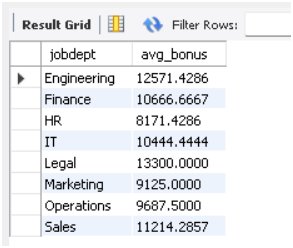 Result Grid Filter Rows:
jobdept avg_bonus
Engineering 12571.4286
Finance 10666.6667
HR 8171.4286
IT 10444.4444
Legal 13300.0000
Marketing 9125.0000
Operations 9687.5000
Sales 11214.2857